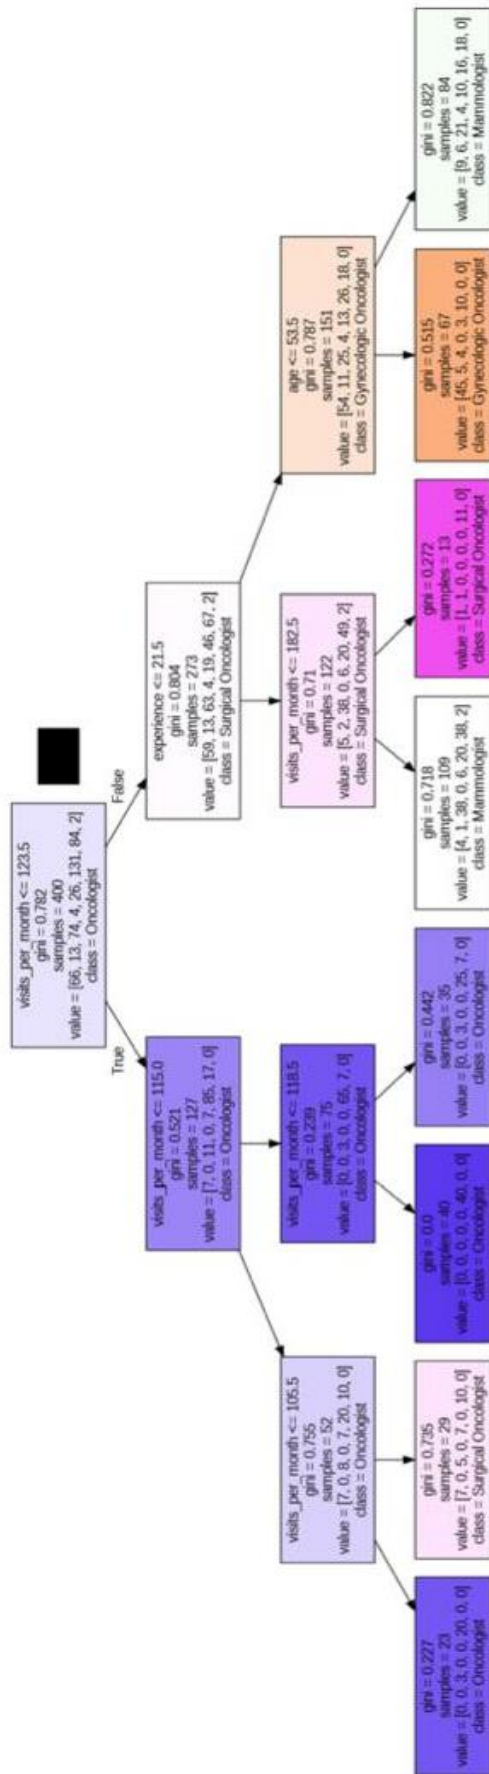 visits_per_month <= 123.5
gini = 0.782
samples = 400
value = [66, 13, 74, 4, 26, 131, 84, 2]
class = Oncologist
True
False
visits_per_month <= 115.0
gini = 0.521
samples = 127
value = [7, 0, 11, 0, 7, 85, 17, 0]
class = Oncologist
experience <= 21.5
gini = 0.804
samples = 273
value = [59, 13, 63, 4, 19, 46, 67, 2]
class = Surgical Oncologist
visits_per_month <= 105.5
gini = 0.755
samples = 52
value = [7, 0, 8, 0, 7, 20, 10, 0]
class = Oncologist
visits_per_month <= 118.5
gini = 0.239
samples = 75
value = [0, 0, 3, 0, 0, 65, 7, 0]
class = Oncologist
visits_per_month <= 182.5
gini = 0.71
samples = 122
value = [5, 2, 38, 0, 6, 20, 49, 2]
class = Surgical Oncologist
age <= 53.5
gini = 0.787
samples = 151
value = [54, 11, 25, 4, 13, 26, 18, 0]
class = Gynecologic Oncologist
gini = 0.227
samples = 23
value = [0, 0, 3, 0, 0, 20, 0, 0]
class = Oncologist
gini = 0.735
samples = 29
value = [7, 0, 5, 0, 7, 0, 10, 0]
class = Surgical Oncologist
gini = 0.0
samples = 40
value = [0, 0, 0, 0, 0, 40, 0, 0]
class = Oncologist
gini = 0.442
samples = 35
value = [0, 0, 3, 0, 0, 25, 7, 0]
class = Oncologist
gini = 0.718
samples = 109
value = [4, 1, 38, 0, 6, 20, 38, 2]
class = Mammologist
gini = 0.272
samples = 13
value = [1, 1, 0, 0, 0, 0, 11, 0]
class = Surgical Oncologist
gini = 0.515
samples = 67
value = [45, 5, 4, 0, 3, 10, 0, 0]
class = Gynecologic Oncologist
gini = 0.822
samples = 84
value = [9, 6, 21, 4, 10, 16, 18, 0]
class = Mammologist